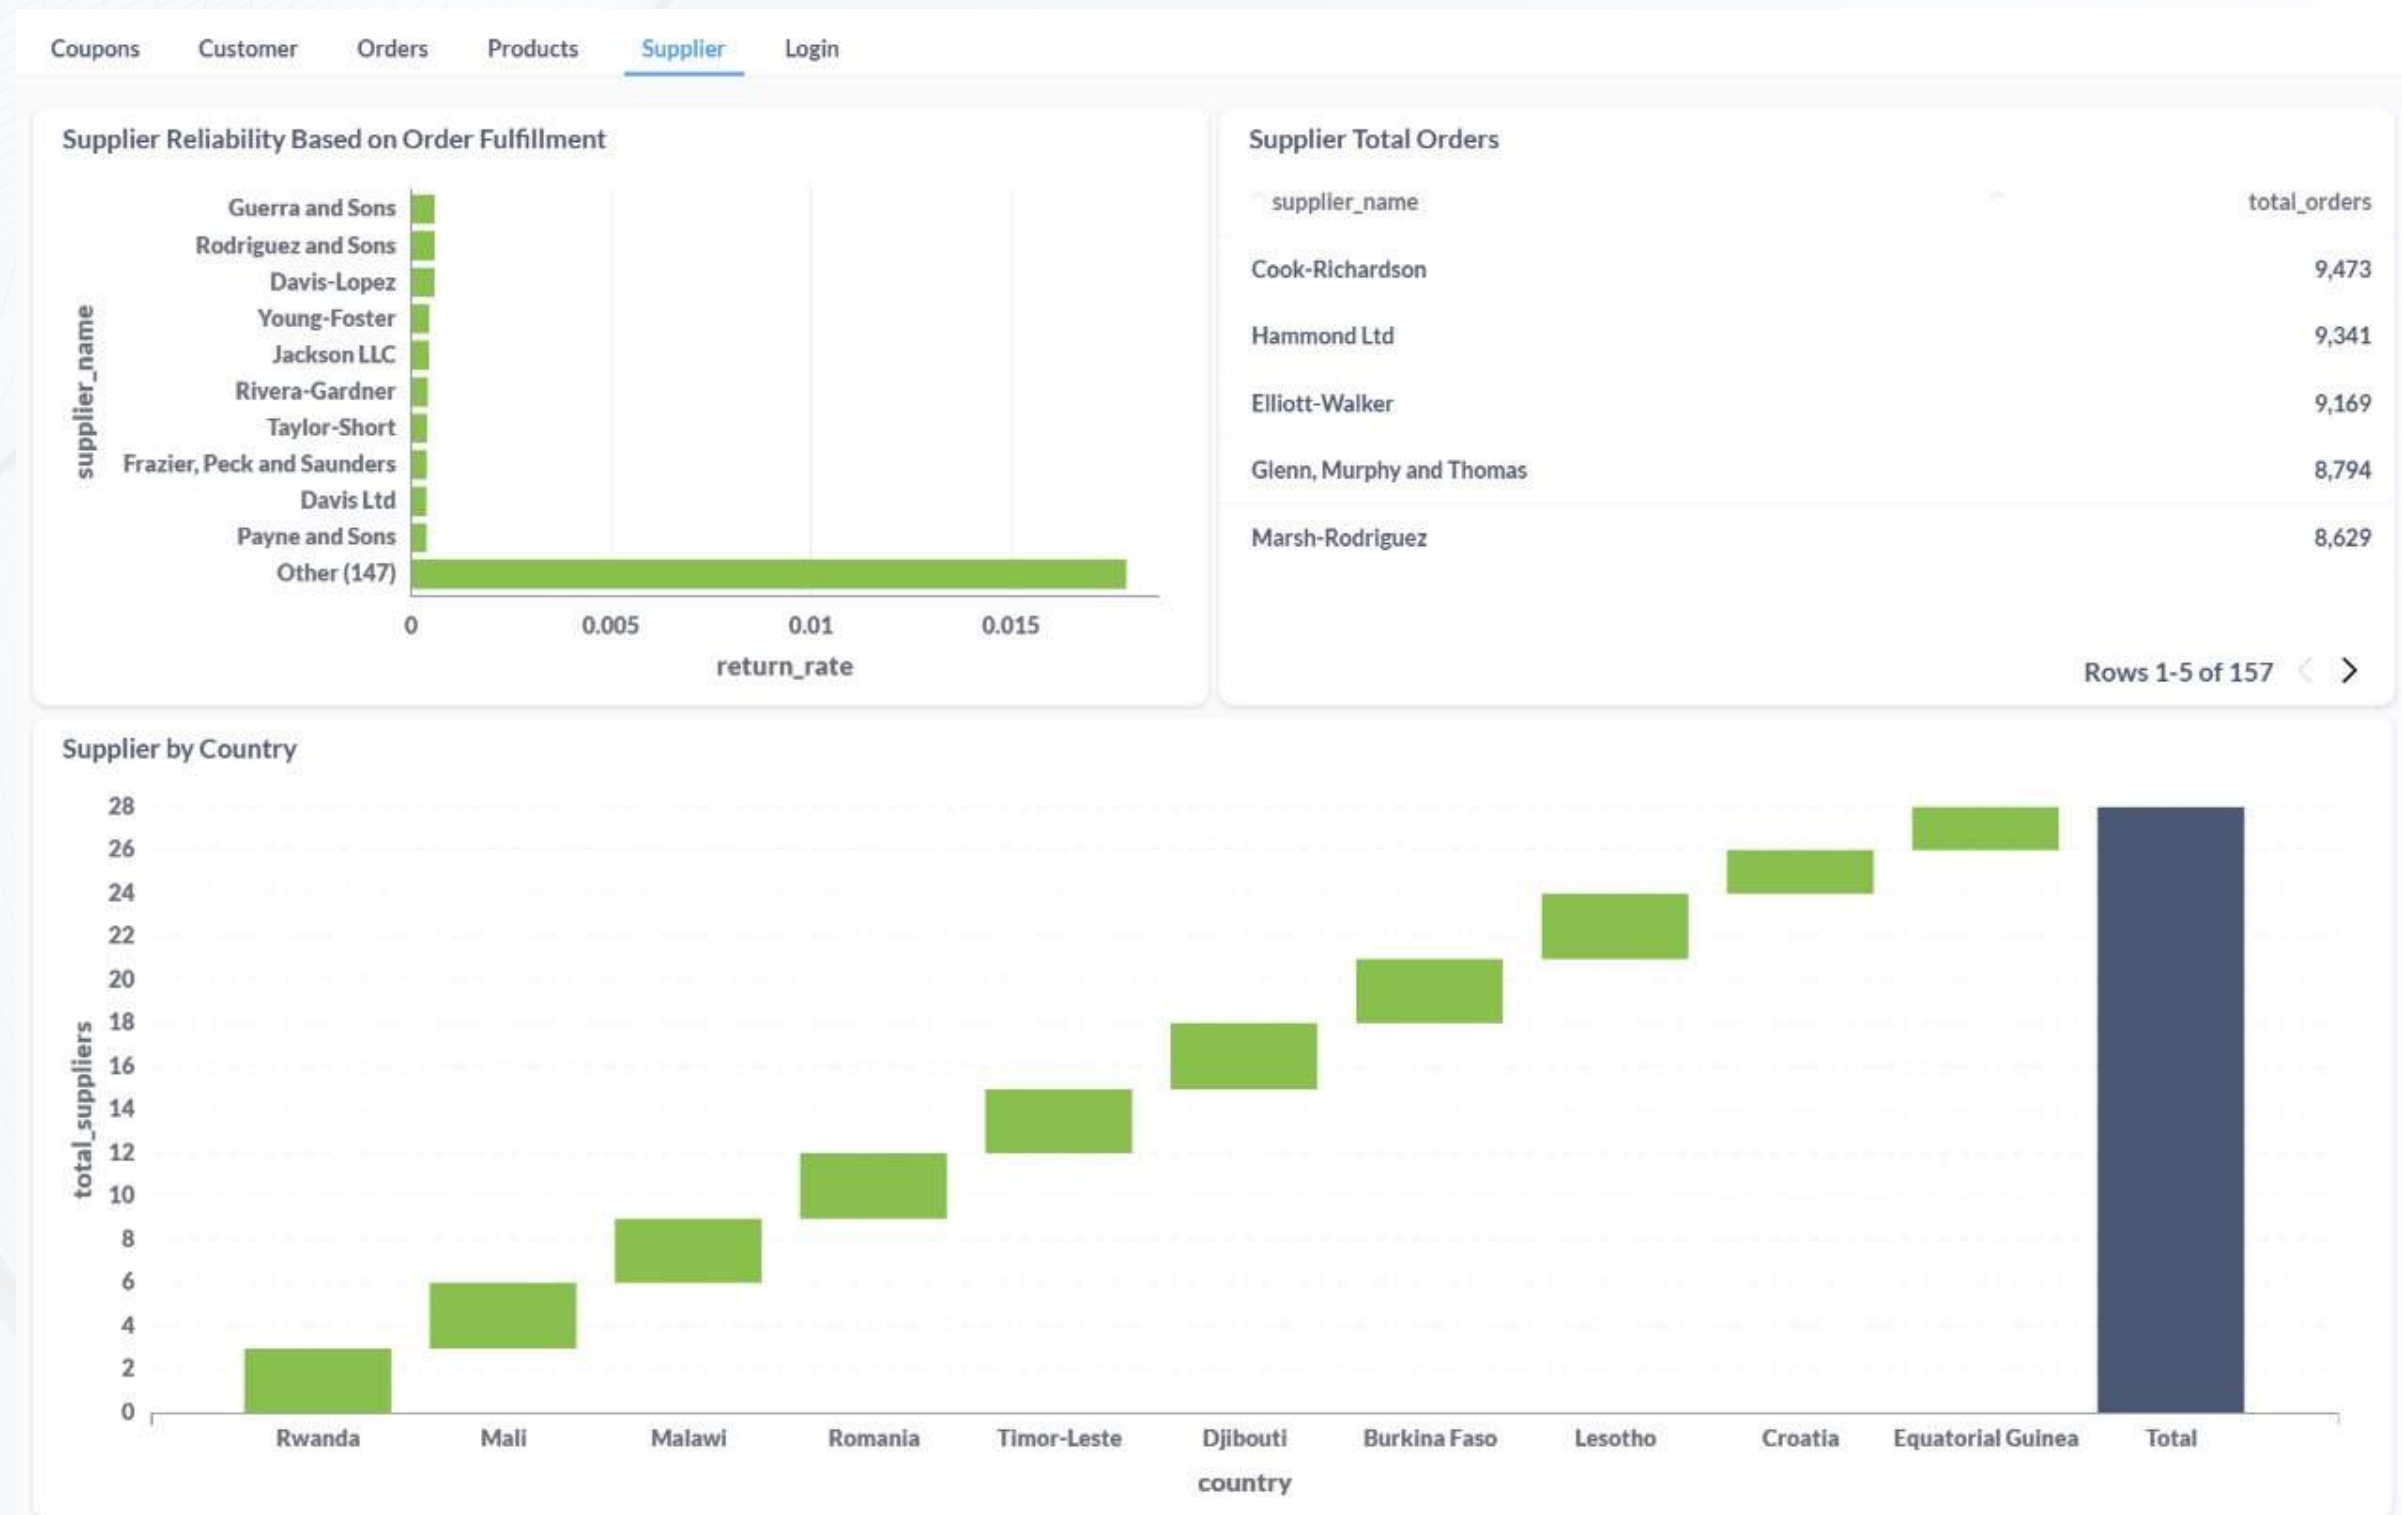 Coupons Customer Orders Products Supplier Login
Supplier Reliability Based on Order Fulfillment
supplier_name
Guerra and Sons
Rodriguez and Sons
Davis-Lopez
Young-Foster
Jackson LLC
Rivera-Gardner
Taylor-Short
Frazier, Peck and Saunders
Davis Ltd
Payne and Sons
Other (147)
0 0.005 0.01 0.015
return_rate
Supplier Total Orders
supplier_name total_orders
Cook-Richardson 9,473
Hammond Ltd 9,341
Elliott-Walker 9,169
Glenn, Murphy and Thomas 8,794
Marsh-Rodriguez 8,629
Rows 1-5 of 157
Supplier by Country
total_suppliers
28
26
24
22
20
18
16
14
12
10
8
6
4
2
0
Rwanda Mali Malawi Romania Timor-Leste Djibouti Burkina Faso Lesotho Croatia Equatorial Guinea Total
country